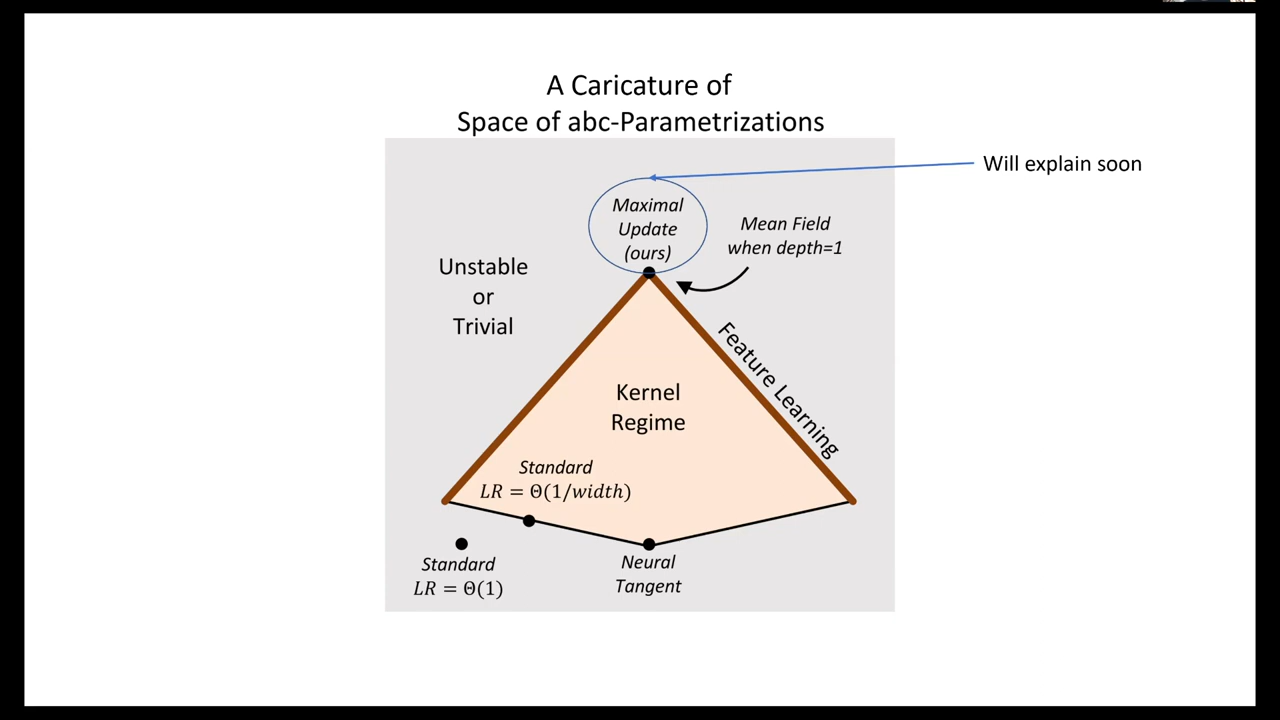 A Caricature of
Space of abc-Parametrizations
Will explain soon
Maximal
Update
(ours)
Mean Field
when depth=1
Unstable
or
Trivial
Feature Learning
Kernel
Regime
Standard
LR = Θ(1/width)
Standard
LR = Θ(1)
Neural
Tangent